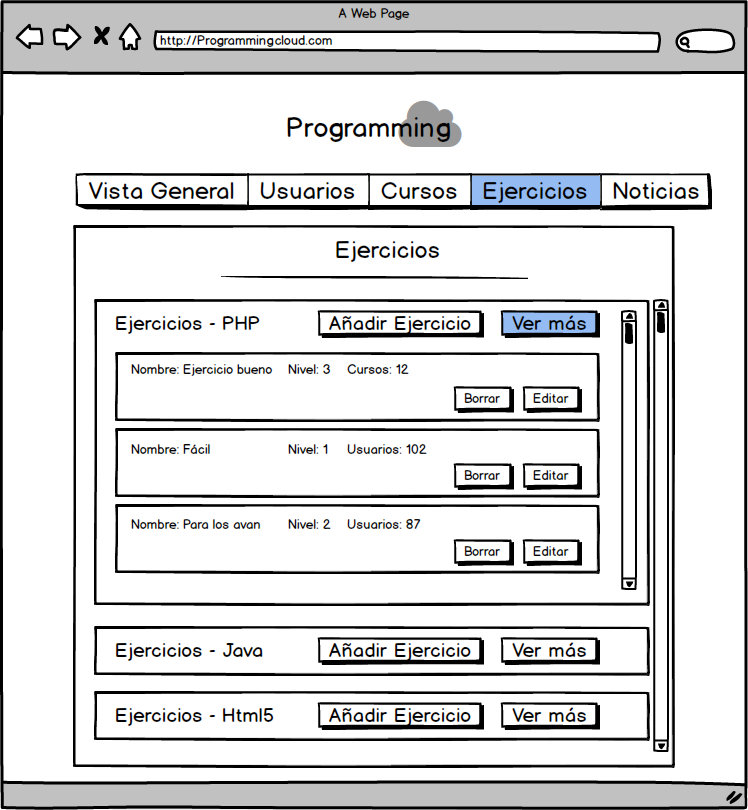 A Web Page
http://Programmingcloud.com
Programming
Vista General Usuarios Cursos Ejercicios Noticias
Ejercicios
Ejercicios - PHP Añadir Ejercicio Ver más
Nombre: Ejercicio bueno Nivel: 3 Cursos: 12
Borrar Editar
Nombre: Fácil Nivel: 1 Usuarios: 102
Borrar Editar
Nombre: Para los avan Nivel: 2 Usuarios: 87
Borrar Editar
Ejercicios - Java Añadir Ejercicio Ver más
Ejercicios - Html5 Añadir Ejercicio Ver más